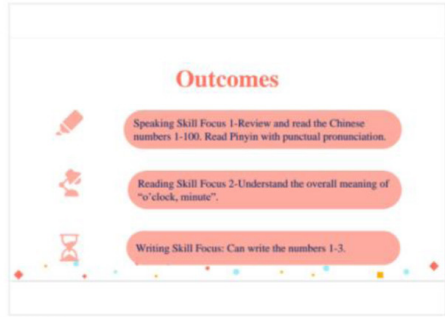 Outcomes
Speaking Skill Focus 1-Review and read the Chinese
numbers 1-100. Read Pinyin with punctual pronunciation.
Reading Skill Focus 2-Understand the overall meaning of
“o’clock, minute”.
Writing Skill Focus: Can write the numbers 1-3.